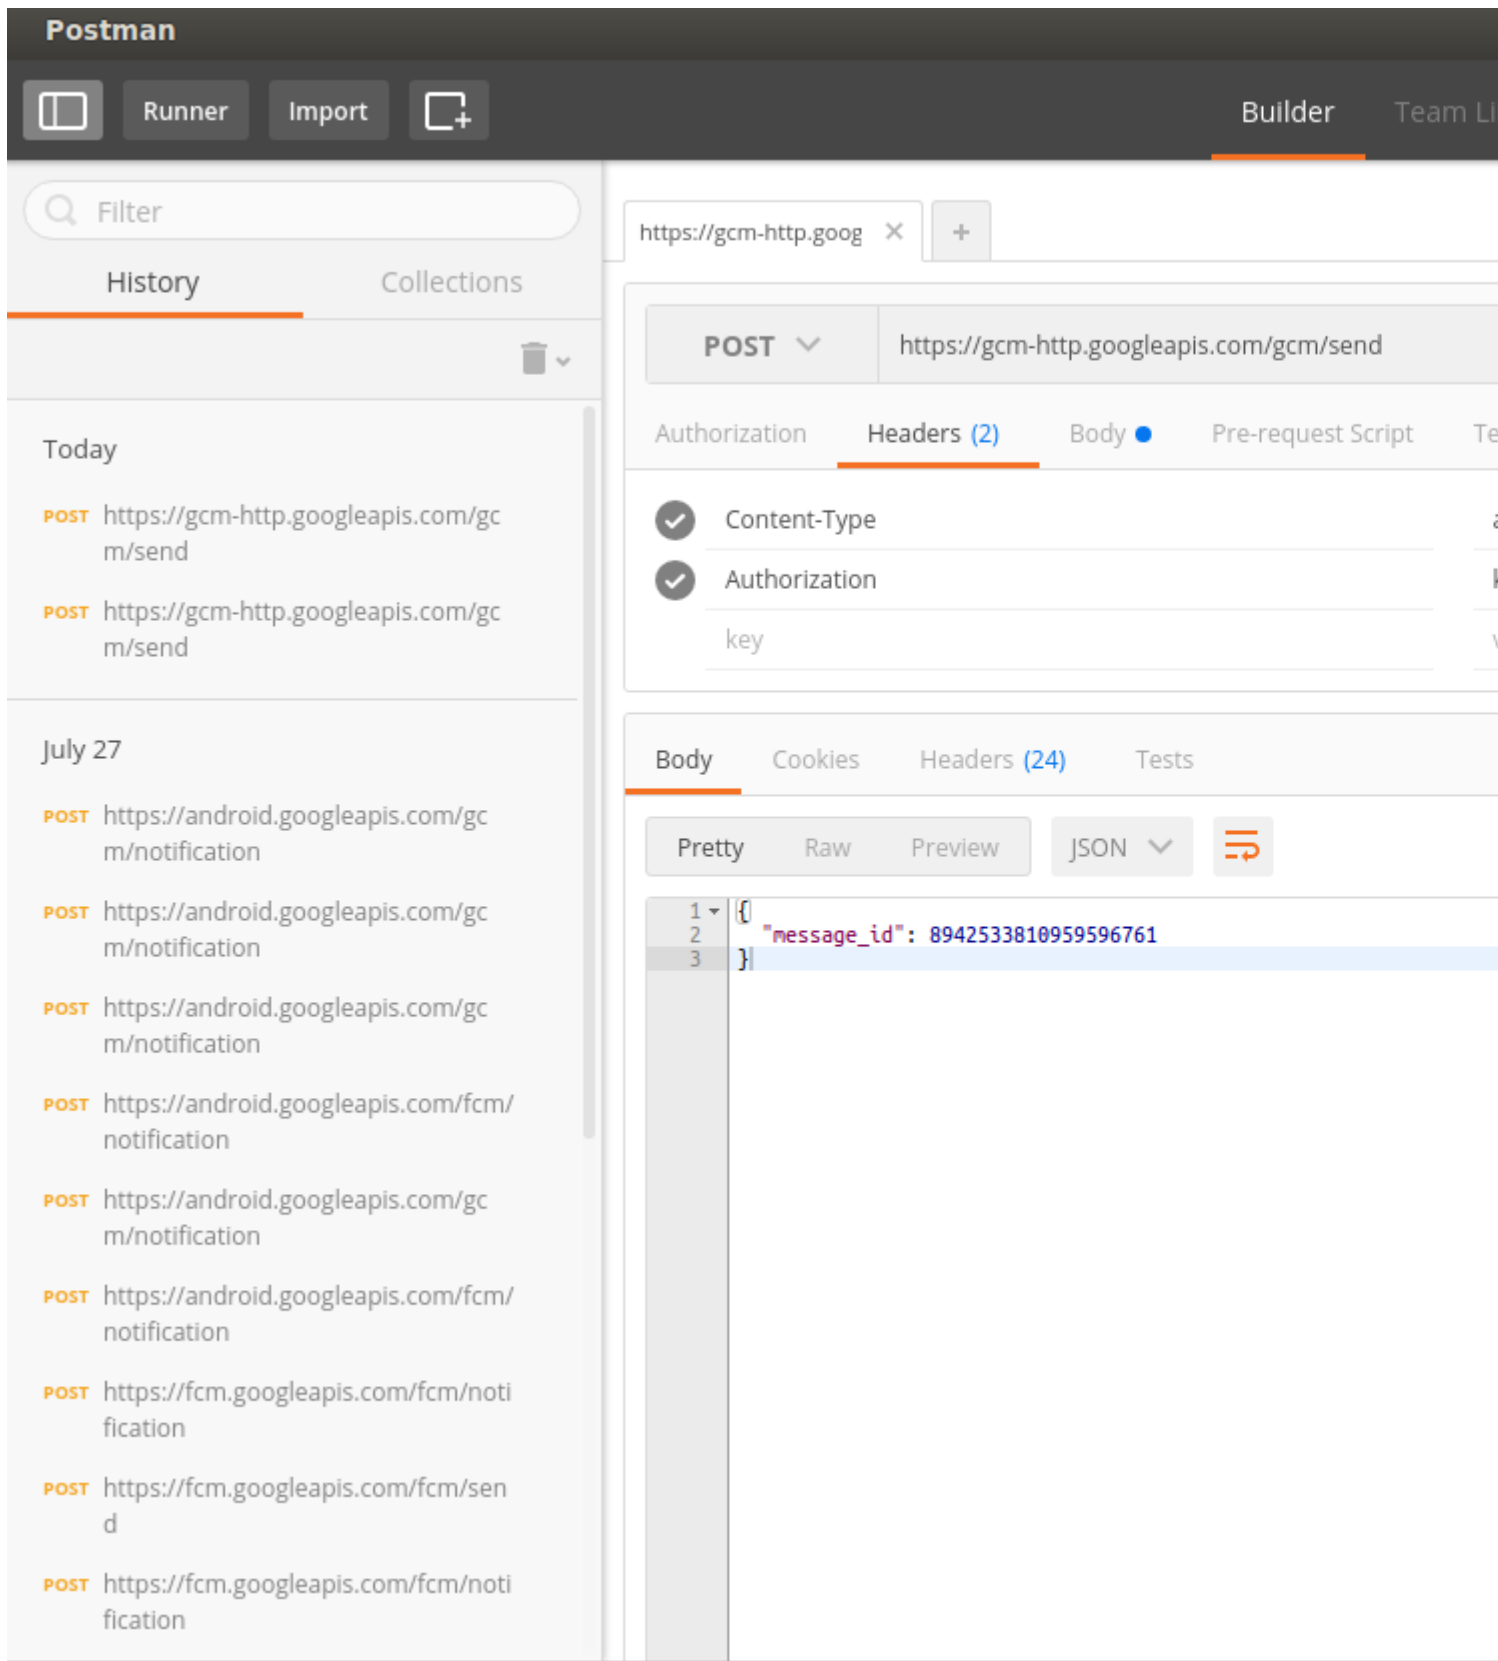 Postman
Runner Import
Builder Team Li
Filter
History Collections
Today
POST https://gcm-http.googleapis.com/gc
m/send
POST https://gcm-http.googleapis.com/gc
m/send
July 27
POST https://android.googleapis.com/gc
m/notification
POST https://android.googleapis.com/gc
m/notification
POST https://android.googleapis.com/gc
m/notification
POST https://android.googleapis.com/fcm/
notification
POST https://android.googleapis.com/gc
m/notification
POST https://android.googleapis.com/fcm/
notification
POST https://fcm.googleapis.com/fcm/noti
fication
POST https://fcm.googleapis.com/fcm/sen
d
POST https://fcm.googleapis.com/fcm/noti
fication
https://gcm-http.goog
POST https://gcm-http.googleapis.com/gcm/send
Authorization Headers (2) Body Pre-request Script Te
Content-Type
Authorization
key
Body Cookies Headers (24) Tests
Pretty Raw Preview JSON
1 {
2 "message_id": 8942533810959596761
3 }